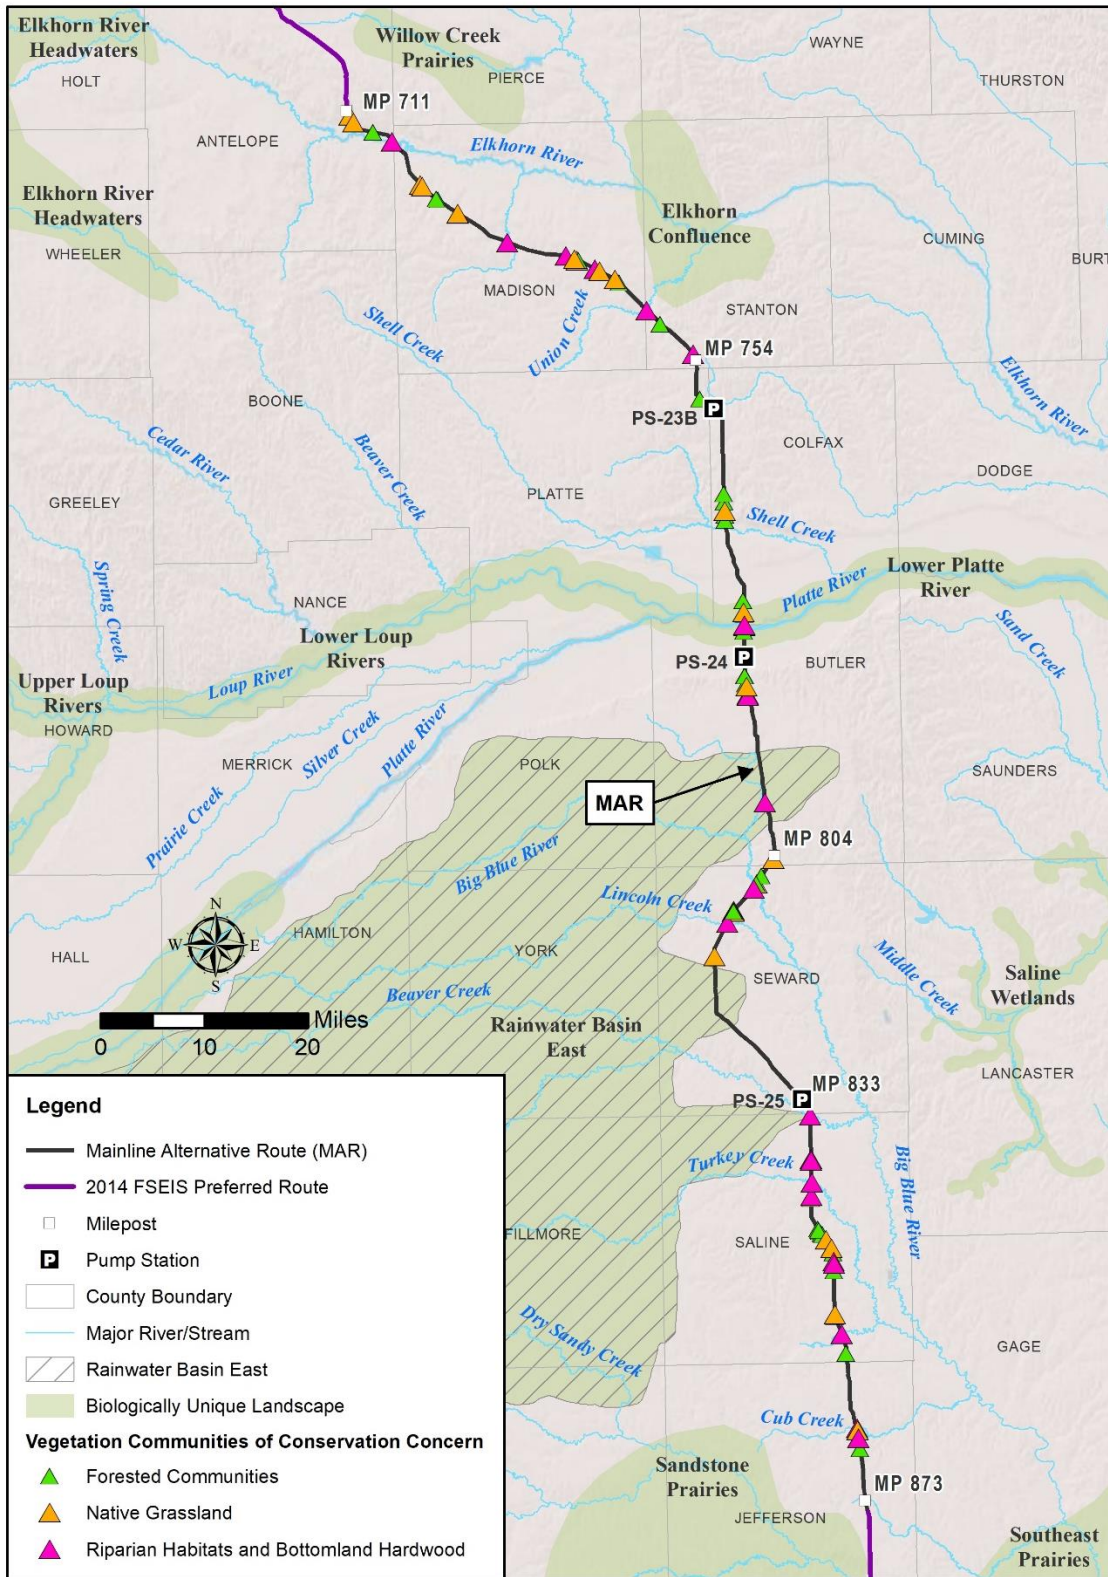 Elkhorn River
Headwaters
HOLT
Willow Creek
Prairies
PIERCE
WAYNE
THURSTON
MP 711
ANTELOPE
Elkhorn River
Elkhorn River
Headwaters
WHEELER
Elkhorn
Confluence
CUMING
BURT
MADISON
STANTON
Shell Creek
Union Creek
MP 754
Elkhorn River
BOONE
PS-23B
P
COLFAX
Cedar River
Beaver Creek
DODGE
GREELEY
PLATTE
Shell Creek
Spring Creek
Lower Platte
River
Platte River
NANCE
Lower Loup
Rivers
Sand Creek
PS-24
P
BUTLER
Upper Loup
Rivers
Loup River
HOWARD
Silver Creek
Platte River
MERRICK
POLK
SAUNDERS
MAR
Prairie Creek
MP 804
Big Blue River
Lincoln Creek
N
W
E
S
HAMILTON
HALL
YORK
SEWARD
Middle Creek
Saline
Wetlands
Beaver Creek
Rainwater Basin
East
Miles
0
10
20
LANCASTER
MP 833
PS-25
P
Turkey Creek
Big Blue River
FILLMORE
SALINE
Dry Sandy Creek
GAGE
Cub Creek
Sandstone
Prairies
MP 873
JEFFERSON
Southeast
Prairies
Legend
Mainline Alternative Route (MAR)
2014 FSEIS Preferred Route
Milepost
P
Pump Station
County Boundary
Major River/Stream
Rainwater Basin East
Biologically Unique Landscape
Vegetation Communities of Conservation Concern
Forested Communities
Native Grassland
Riparian Habitats and Bottomland Hardwood